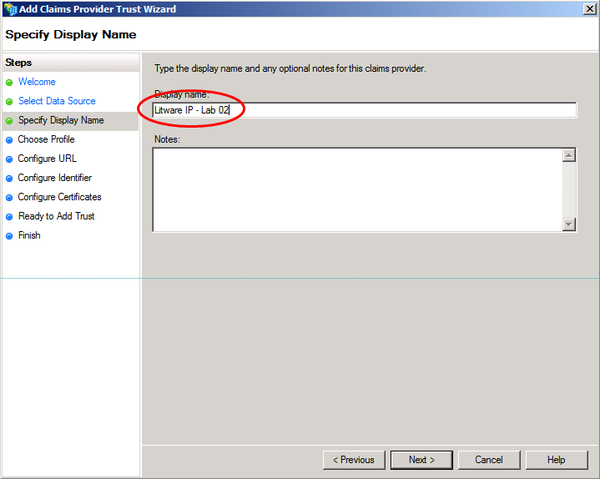 Add Claims Provider Trust Wizard
Specify Display Name
Steps
Welcome
Select Data Source
Specify Display Name
Choose Profile
Configure URL
Configure Identifier
Configure Certificates
Ready to Add Trust
Finish
Type the display name and any optional notes for this claims provider.
Display name:
Litware IP - Lab 02
Notes:
< Previous
Next >
Cancel
Help